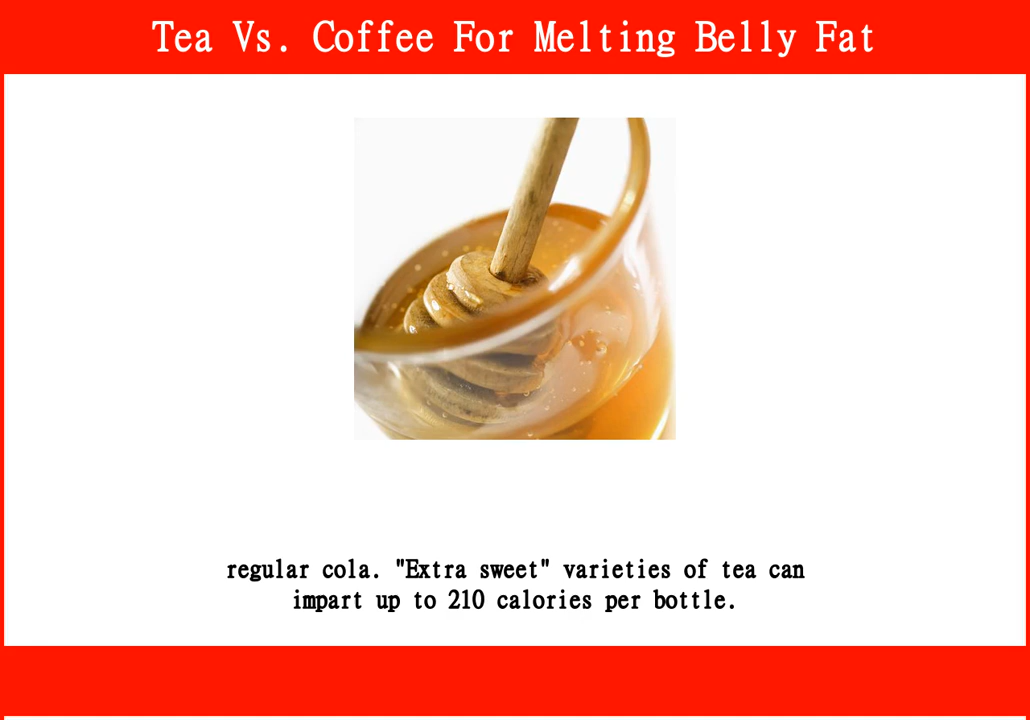 Tea Vs. Coffee For Melting Belly Fat
regular cola. "Extra sweet" varieties of tea can
impart up to 210 calories per bottle.